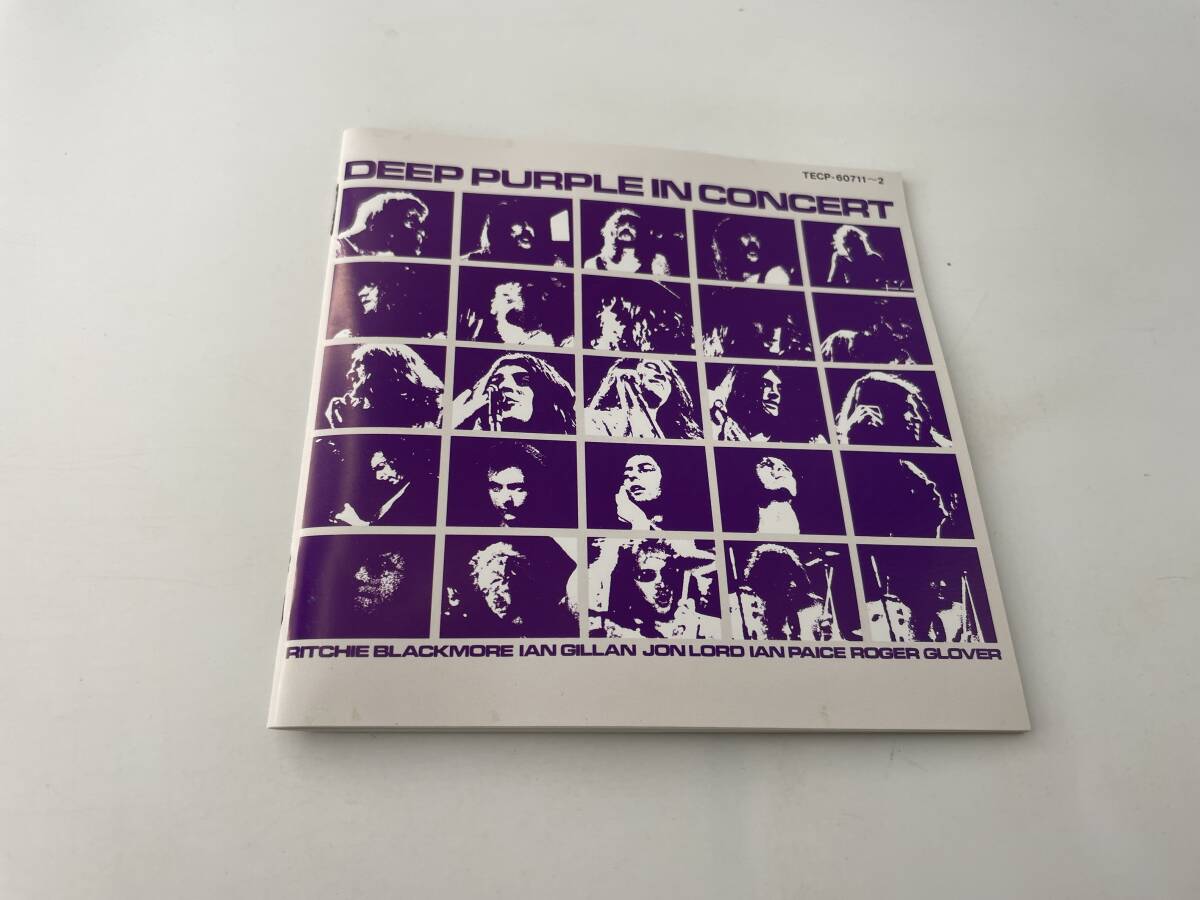 DEEP PURPLE IN CONCERT
TECP-60711~2
RITCHIE BLACKMORE IAN GILLAN JON LORD IAN PAICE ROGER GLOVER